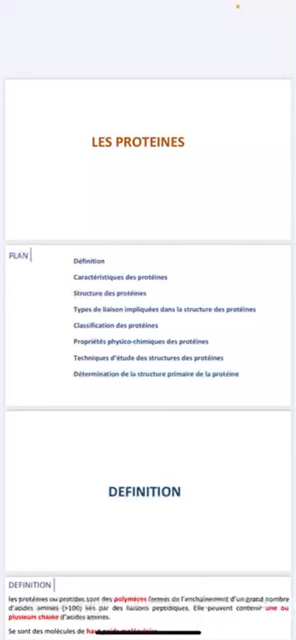 LES PROTEINES
PLAN
Définition
Caractéristiques des protéines
Structure des protéines
Types de liaison impliquées dans la structure des protéines
Classification des protéines
Propriétés physico-chimiques des protéines
Techniques d'étude des structures des protéines
Détermination de la structure primaire de la protéine
DEFINITION
DEFINITION
les protéines ou protides sont des polymères formés de l'enchaînement d'un grand nombre
d'acides aminés (>100) liés par des liaisons peptidiques. Elle peuvent contenir une ou
plusieurs chaîne d'acides aminés.
Se sont des molécules de haut poids moléculaire